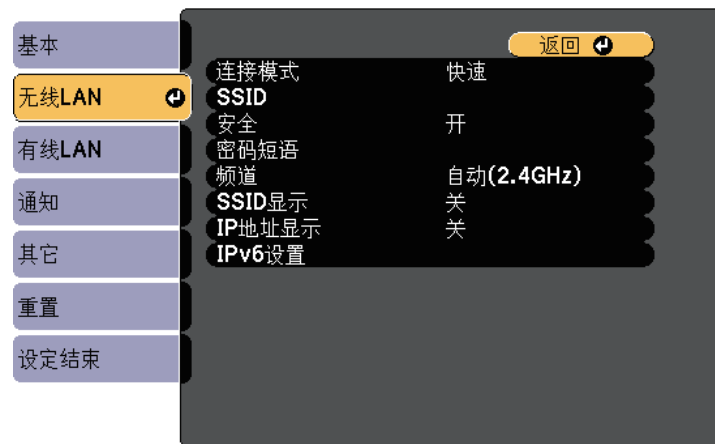 基本
无线LAN
有线LAN
通知
其它
重置
设定结束
返回
连接模式 快速
SSID
安全 开
密码短语
频道 自动(2.4GHz)
SSID显示 关
IP地址显示 关
IPv6设置